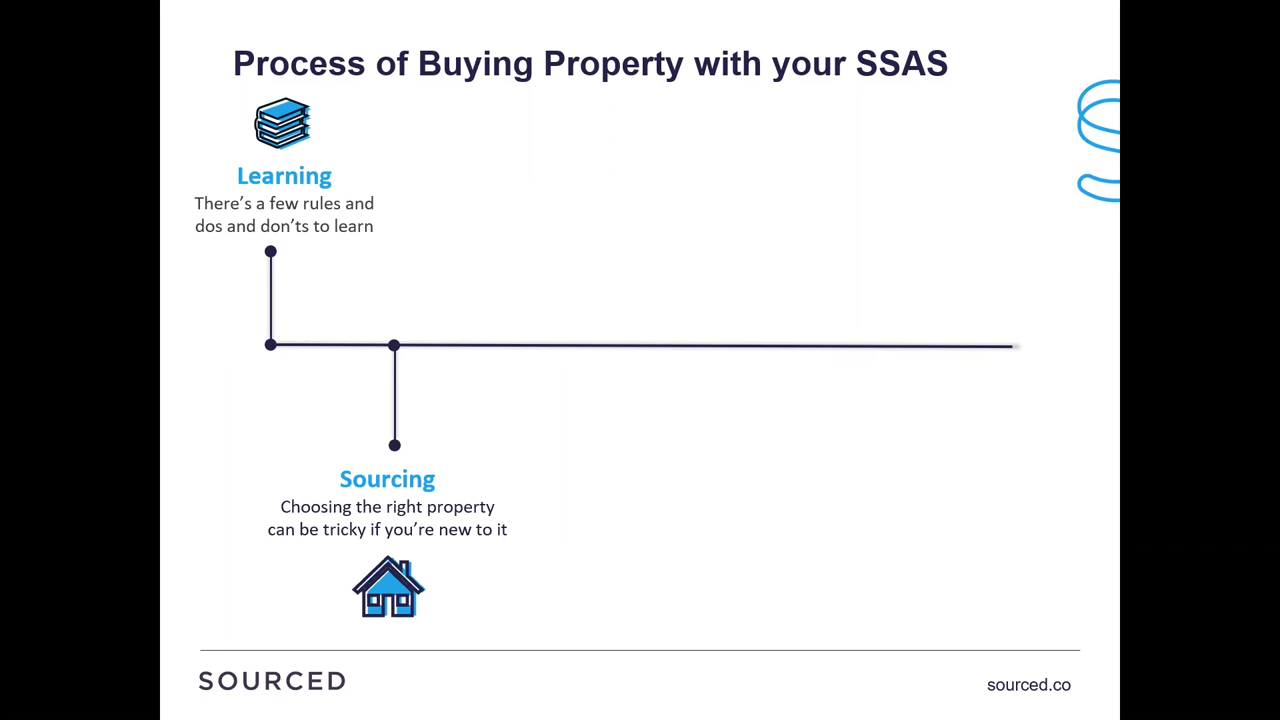 Process of Buying Property with your SSAS
Learning
There’s a few rules and
dos and don’ts to learn
Sourcing
Choosing the right property
can be tricky if you’re new to it
SOURCED
sourced.co